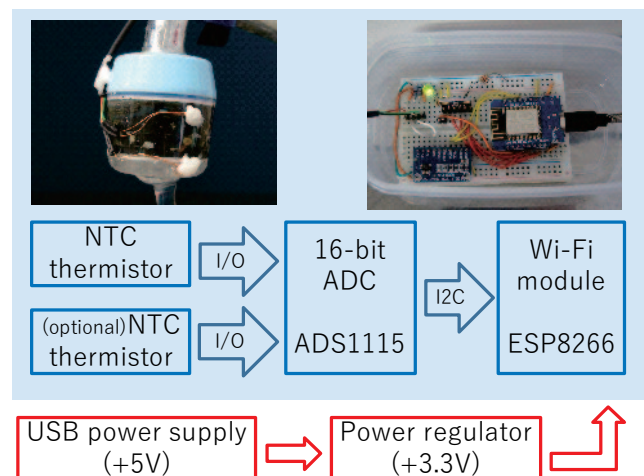 NTC
thermistor
I/O
16-bit
ADC
ADS1115
I2C
Wi-Fi
module
ESP8266
(optional)NTC
thermistor
I/O
USB power supply
(+5V)
Power regulator
(+3.3V)